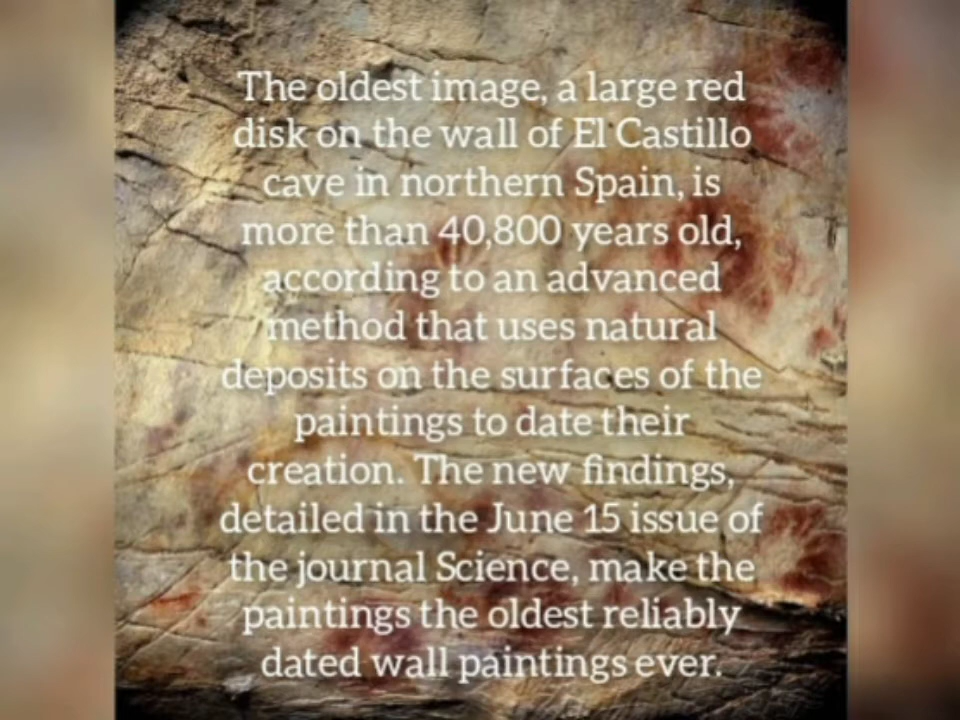 The oldest image, a large red
disk on the wall of El Castillo
cave in northern Spain, is
more than 40,800 years old,
according to an advanced
method that uses natural
deposits on the surfaces of the
paintings to date their
creation. The new findings,
detailed in the June 15 issue of
the journal Science, make the
paintings the oldest reliably
dated wall paintings ever.